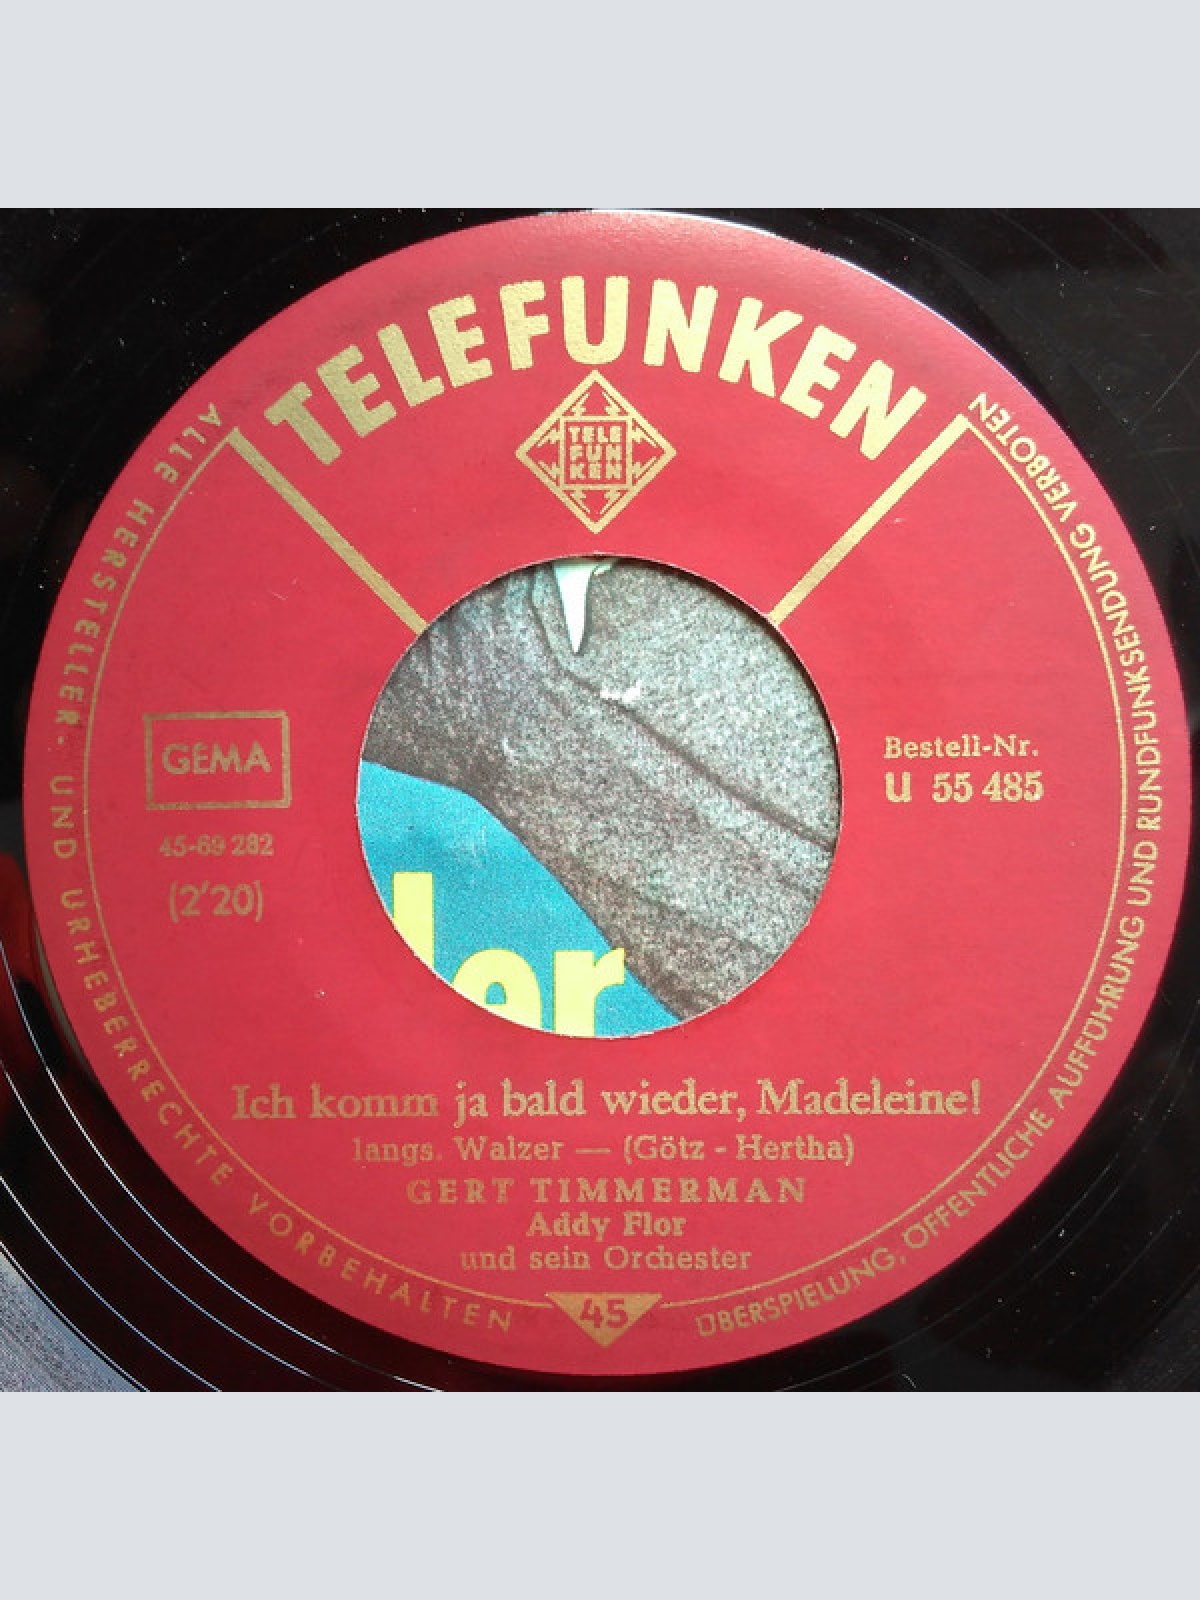 TELEFUNKEN
TELE
FUN
KEN
ALLE HERSTELLER- UND URHEBERRECHTE VORBEHALTEN
ÜBERSPIELUNG, ÖFFENTLICHE AUFFÜHRUNG UND RUNDFUNKSENDUNG VERBOTEN
GEMA
45-69 282
(2'20)
Bestell-Nr.
U 55 485
er
Ich komm ja bald wieder, Madeleine!
langs. Walzer — (Götz - Hertha)
GERT TIMMERMAN
Addy Flor
und sein Orchester
45